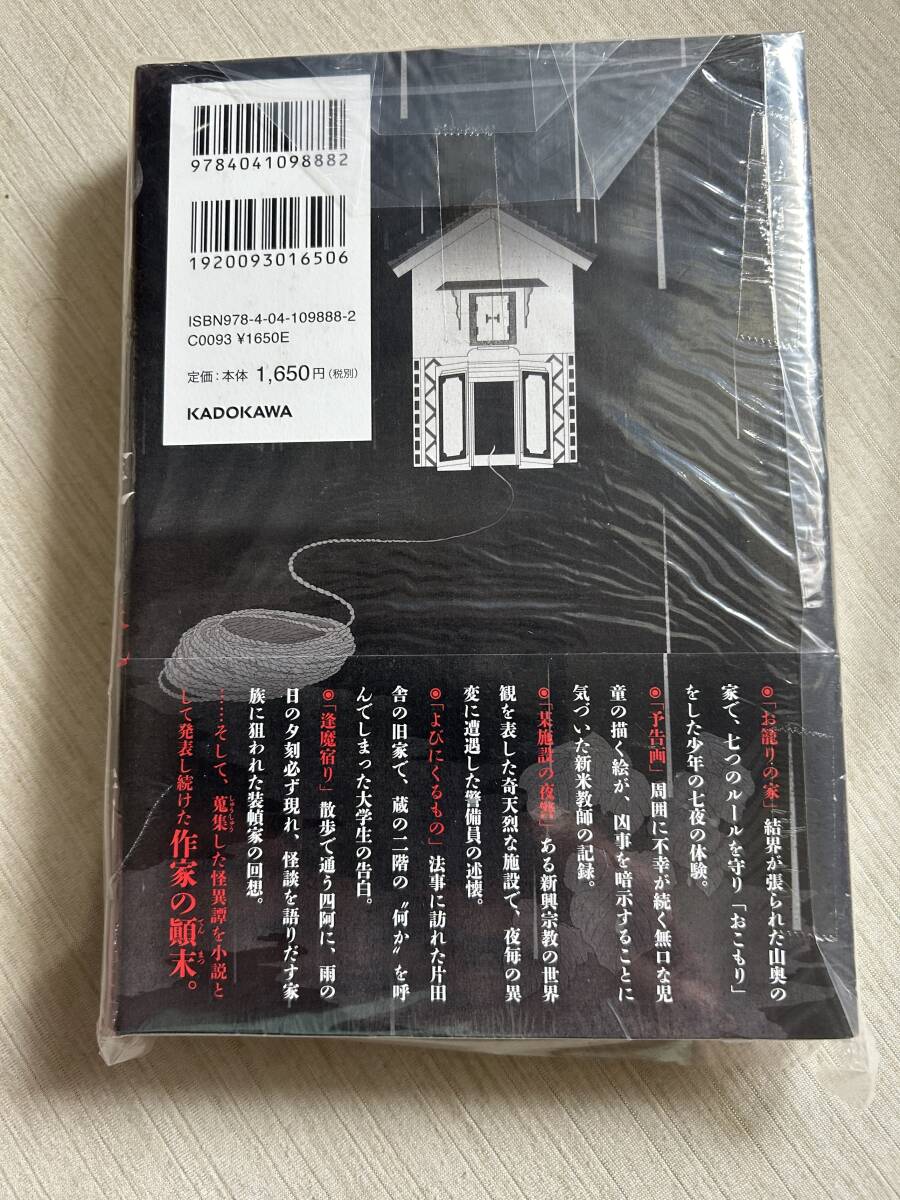 9784041098882
1920093016506
ISBN978-4-04-109888-2
C0093 ¥1650E
定価:本体 1,650円(税別)
KADOKAWA
◉「お籠りの家」 結界が張られた山奥の
家で、七つのルールを守り「おこもり」
をした少年の七夜の体験。
◉「予告画」 周囲に不幸が続く無口な児
童の描く絵が、凶事を暗示することに
気づいた新米教師の記録。
◉「某施設の夜警」 ある新興宗教の世界
観を表した奇天烈な施設で、夜毎の異
変に遭遇した警備員の述懐。
◉「よびにくるもの」 法事に訪れた片田
舎の旧家で、蔵の二階の〝何か〟を呼
んでしまった大学生の告白。
◉「逢魔宿り」 散歩で通う四阿に、雨の
日の夕刻必ず現れ、怪談を語りだす家
族に狙われた装幀家の回想。
……そして、蒐集した怪異譚を小説と
しゅうしゅう
して発表し続けた作家の顚末。
てんまつ